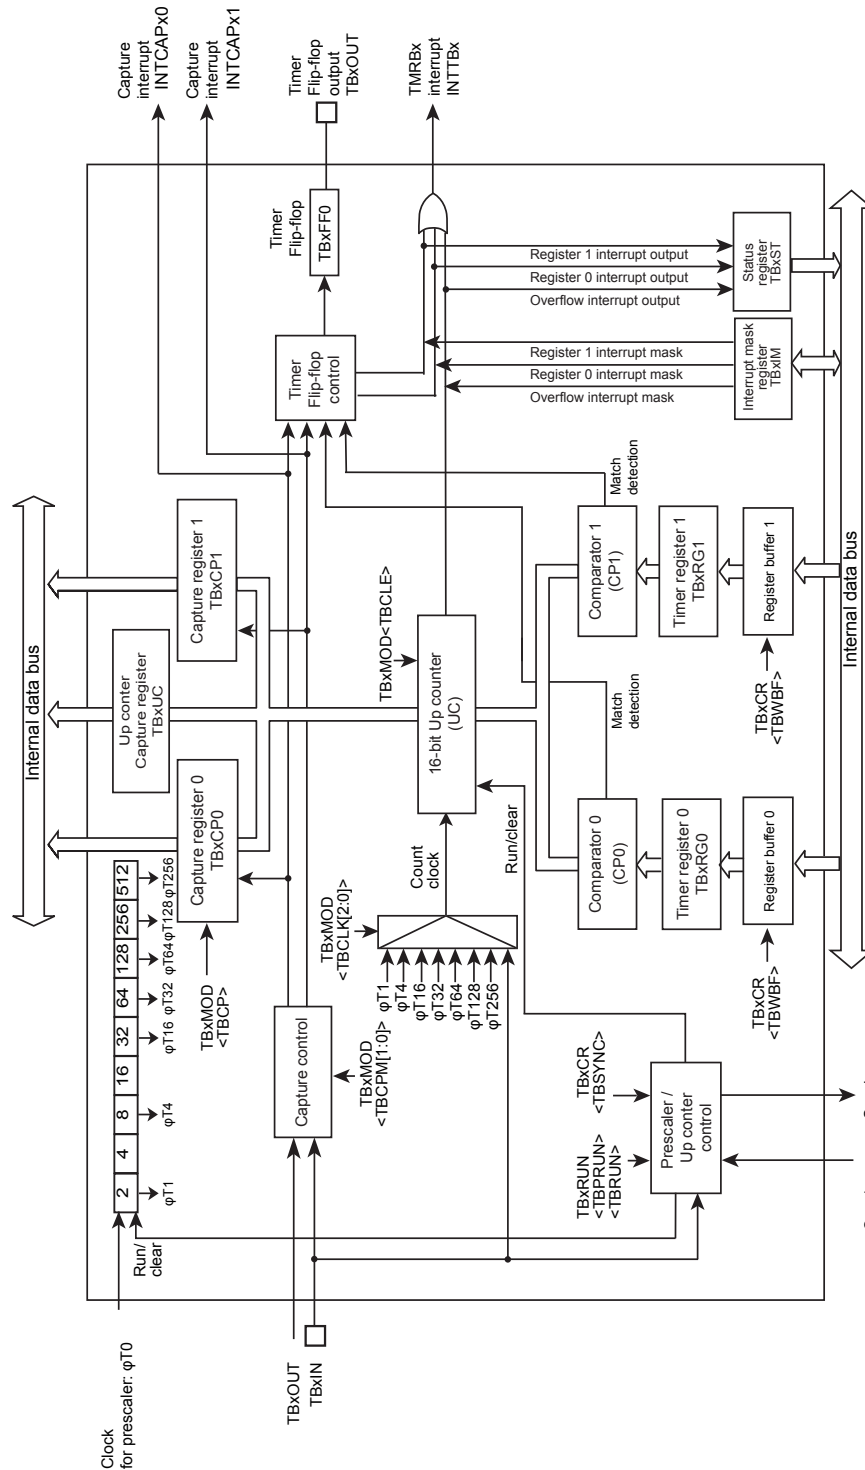 Internal data bus
Clock
for prescaler: φT0
Run/
clear
2
4
8
16
32
64
128
256
512
φT1
φT4
φT16
φT32
φT64
φT128
φT256
Up conter
Capture register
TBxUC
TBxMOD
<TBCP>
Capture register 0
TBxCP0
Capture register 1
TBxCP1
Capture
interrupt
INTCAPx0
Capture
interrupt
INTCAPx1
TBxOUT
TBxIN
Capture control
TBxMOD
<TBCPM[1:0]>
Timer
Flip-flop
control
Timer
Flip-flop
TBxFF0
Timer
Flip-flop
output
TBxOUT
TBxMOD
<TBCLK[2:0]>
φT1
φT4
φT16
φT32
φT64
φT128
φT256
Count
clock
TBxMOD<TBCLE>
16-bit Up counter
(UC)
Run/clear
TMRBx
interrupt
INTTBx
Register 1 interrupt output
Register 0 interrupt output
Overflow interrupt output
Register 1 interrupt mask
Register 0 interrupt mask
Overflow interrupt mask
Match
detection
Match
detection
Comparator 0
(CP0)
Comparator 1
(CP1)
TBxRUN
<TBPRUN>
<TBRUN>
TBxCR
<TBSYNC>
Prescaler /
Up conter
control
Timer register 0
TBxRG0
Timer register 1
TBxRG1
Interrupt mask
register
TBxIM
Status
register
TBxST
TBxCR
<TBWBF>
Register buffer 0
TBxCR
<TBWBF>
Register buffer 1
Internal data bus